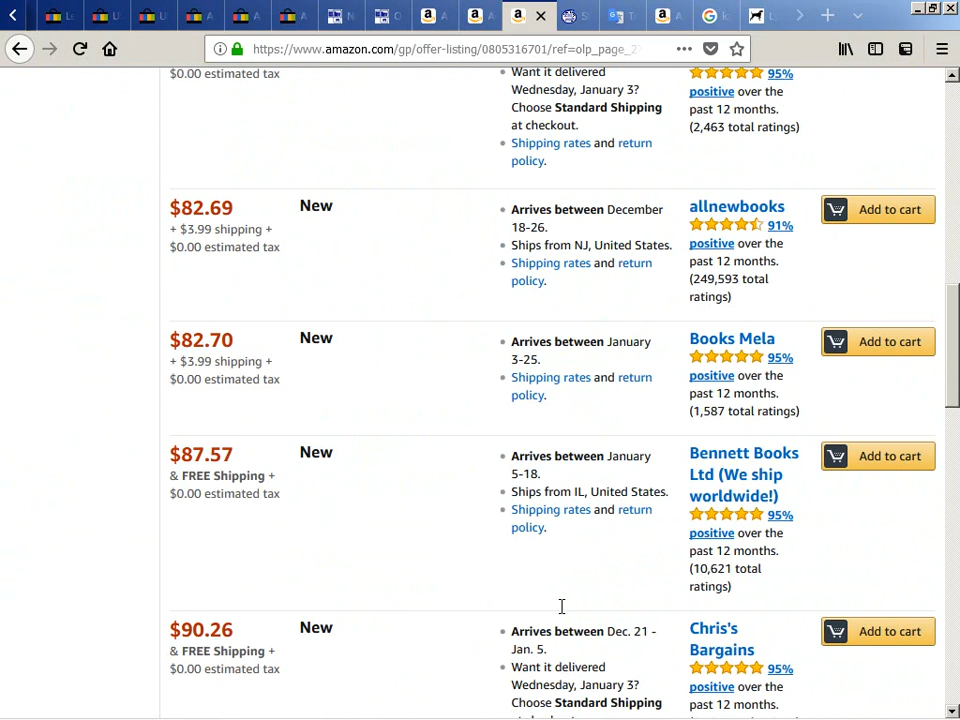 https://www.amazon.com/gp/offer-listing/0805316701/ref=olp_page_2
$0.00 estimated tax
Want it delivered
Wednesday, January 3?
Choose Standard Shipping
at checkout.
Shipping rates and return
policy.
95%
positive over the
past 12 months.
(2,463 total ratings)
$82.69
+ $3.99 shipping +
$0.00 estimated tax
New
Arrives between December
18-26.
Ships from NJ, United States.
Shipping rates and return
policy.
allnewbooks
91%
positive over the
past 12 months.
(249,593 total
ratings)
Add to cart
$82.70
+ $3.99 shipping +
$0.00 estimated tax
New
Arrives between January
3-25.
Shipping rates and return
policy.
Books Mela
95%
positive over the
past 12 months.
(1,587 total ratings)
Add to cart
$87.57
& FREE Shipping +
$0.00 estimated tax
New
Arrives between January
5-18.
Ships from IL, United States.
Shipping rates and return
policy.
Bennett Books
Ltd (We ship
worldwide!)
95%
positive over the
past 12 months.
(10,621 total
ratings)
Add to cart
$90.26
& FREE Shipping +
$0.00 estimated tax
New
Arrives between Dec. 21 -
Jan. 5.
Want it delivered
Wednesday, January 3?
Choose Standard Shipping
Chris's
Bargains
95%
positive over the
Add to cart